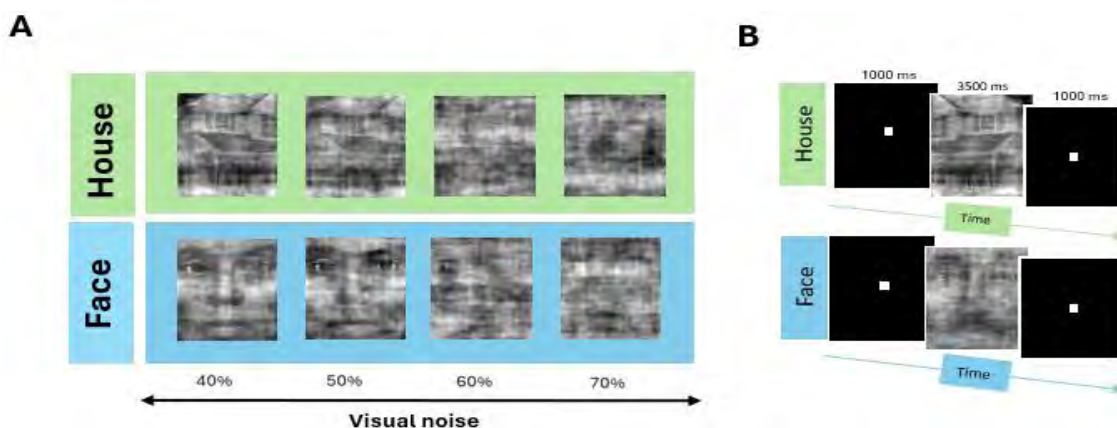 A
House
Face
40% 50% 60% 70%
Visual noise
B
1000 ms
3500 ms
1000 ms
House
Time
Face
Time